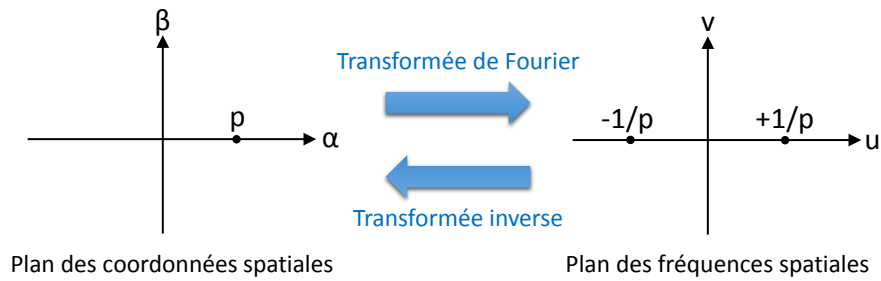 β
v
Transformée de Fourier
p
-1/p
+1/p
α
u
Transformée inverse
Plan des coordonnées spatiales
Plan des fréquences spatiales